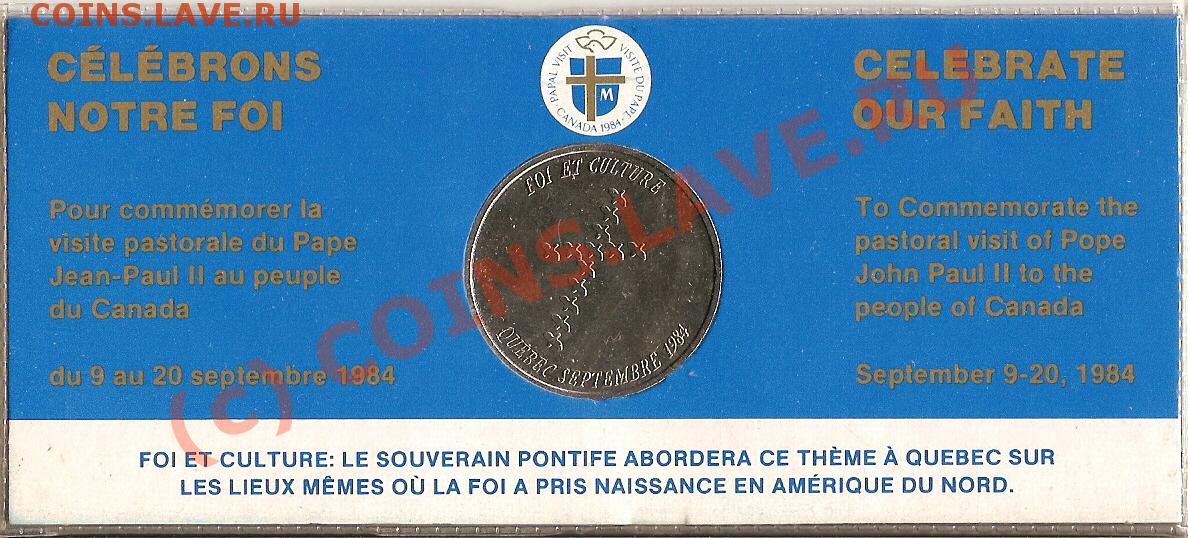 COINS.LAVE.RU
CÉLÉBRONS
NOTRE FOI
Pour commémorer la
visite pastorale du Pape
Jean-Paul II au peuple
du Canada
du 9 au 20 septembre 1984
PAPAL VISIT · VISITE DU PAPE
M
· CANADA 1984 ·
FOI ET CULTURE
QUÉBEC SEPTEMBRE 1984
CELEBRATE
OUR FAITH
To Commemorate the
pastoral visit of Pope
John Paul II to the
people of Canada
September 9-20, 1984
(c) COINS.LAVE.RU
FOI ET CULTURE: LE SOUVERAIN PONTIFE ABORDERA CE THÈME À QUEBEC SUR
LES LIEUX MÊMES OÙ LA FOI A PRIS NAISSANCE EN AMÉRIQUE DU NORD.